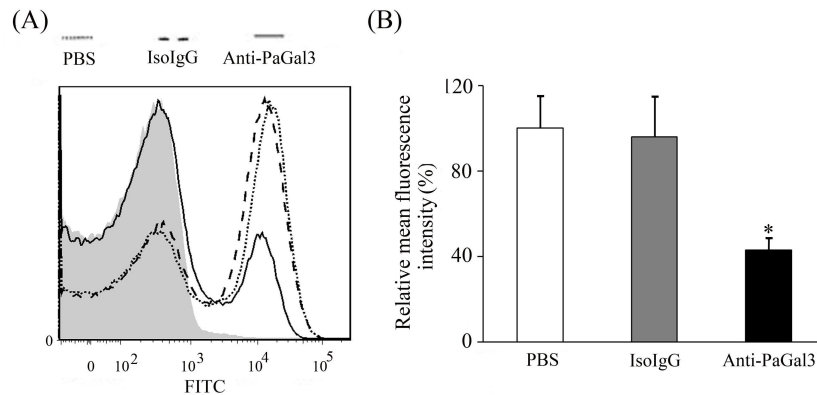 (A)
PBS IsoIgG Anti-PaGal3
0
0 10² 10³ 10⁴ 10⁵
FITC
(B)
Relative mean fluorescence
intensity (%)
120
80
40
0
*
PBS IsoIgG Anti-PaGal3